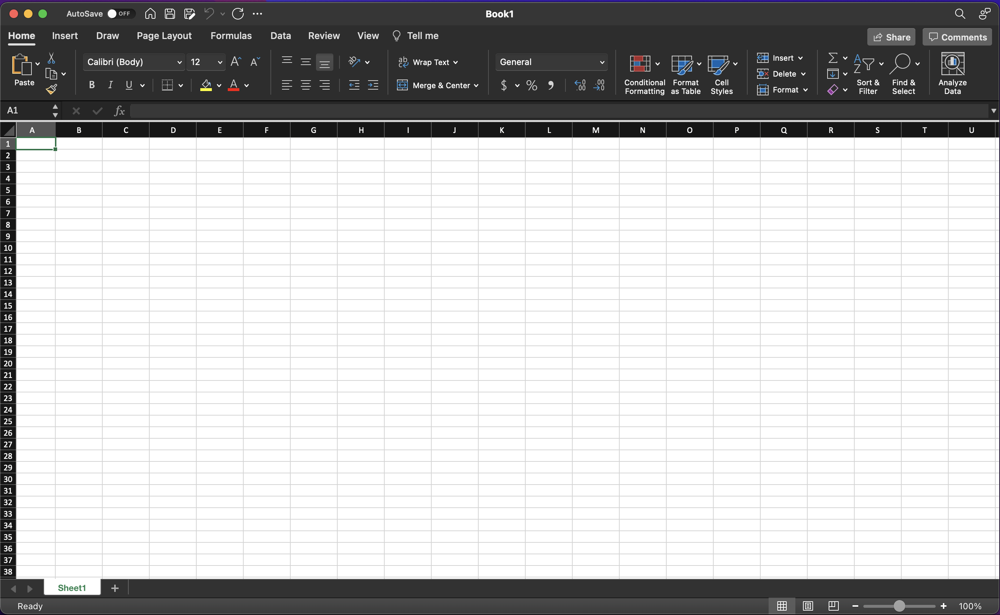 AutoSave OFF Book1
Home Insert Draw Page Layout Formulas Data Review View Tell me Share Comments
Paste
Calibri (Body) 12
Wrap Text
Merge & Center
General
$ %
Conditional Formatting
Format as Table
Cell Styles
Insert
Delete
Format
Sort & Filter
Find & Select
Analyze Data
A1 fx
A B C D E F G H I J K L M N O P Q R S T U
1
2
3
4
5
6
7
8
9
10
11
12
13
14
15
16
17
18
19
20
21
22
23
24
25
26
27
28
29
30
31
32
33
34
35
36
37
38
Sheet1
Ready 100%